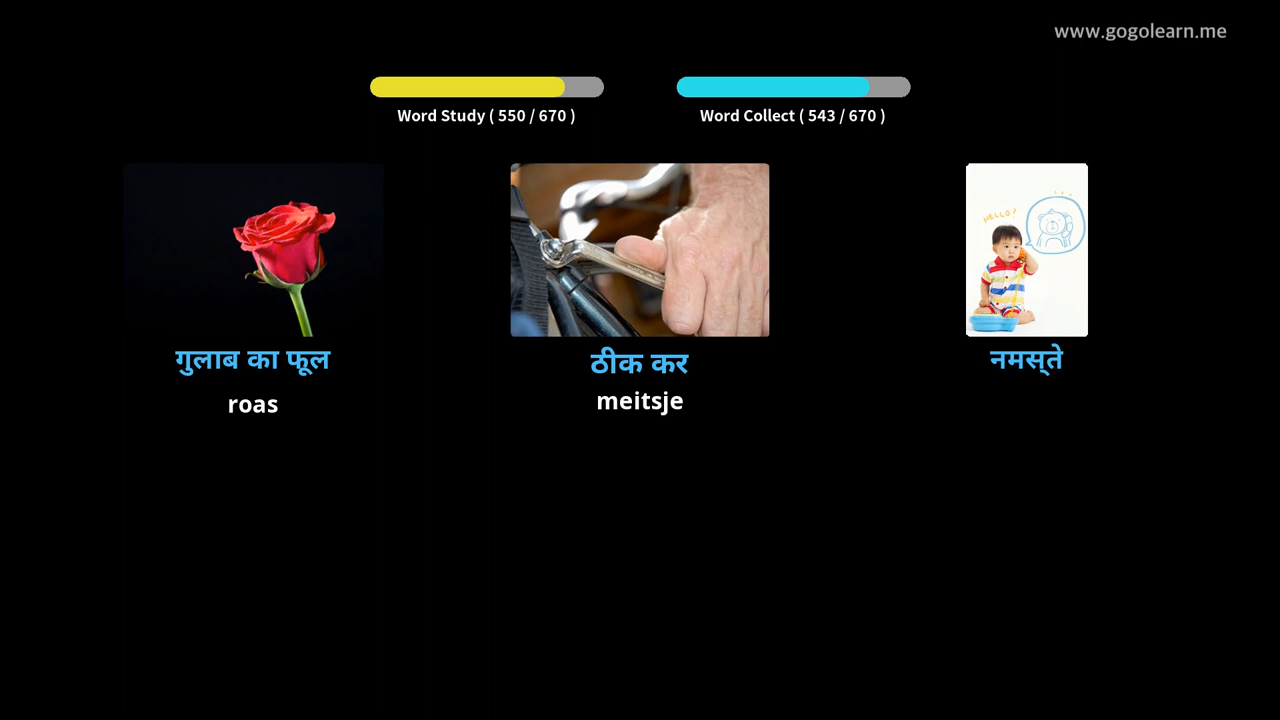 www.gogolearn.me
Word Study ( 550 / 670 )
Word Collect ( 543 / 670 )
HELLO?
गुलाब का फूल
roas
ठीक कर
meitsje
नमस्ते